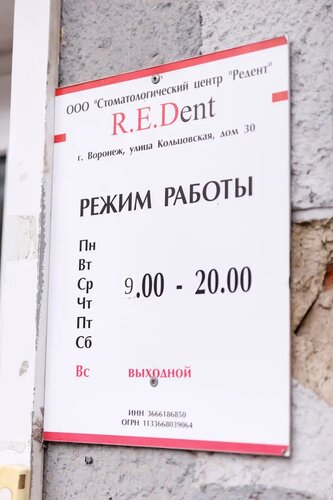 ООО "Стоматологический центр "Редент"
R.E.Dent
г. Воронеж, улица Кольцовская, дом 30
РЕЖИМ РАБОТЫ
Пн
Вт
Ср 9.00 - 20.00
Чт
Пт
Сб
Вс выходной
ИНН 3666186850
ОГРН 1133668039064